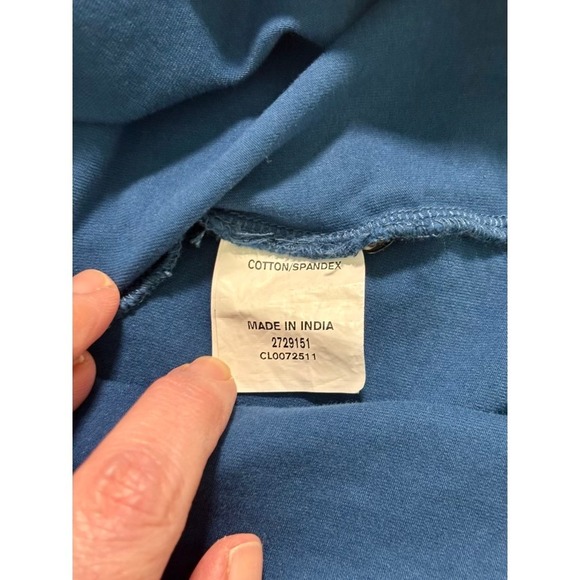 COTTON/SPANDEX
MADE IN INDIA
2729151
CL0072511